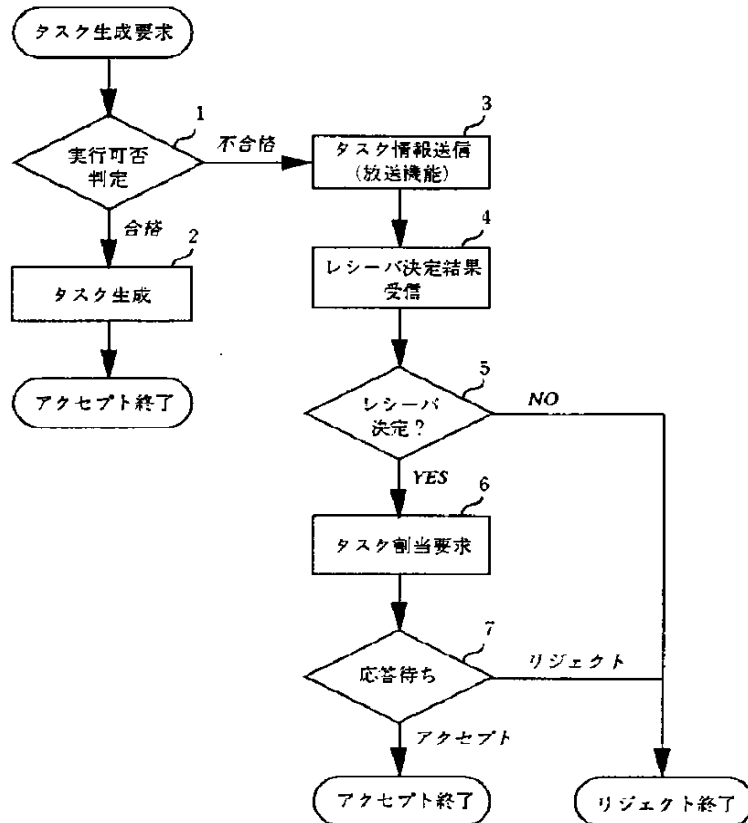 タスク生成要求
1
実行可否
判定
不合格
合格
2
タスク生成
アクセプト終了
3
タスク情報送信
(放送機能)
4
レシーバ決定結果
受信
5
レシーバ
決定?
NO
YES
6
タスク割当要求
7
応答待ち
リジェクト
アクセプト
アクセプト終了
リジェクト終了